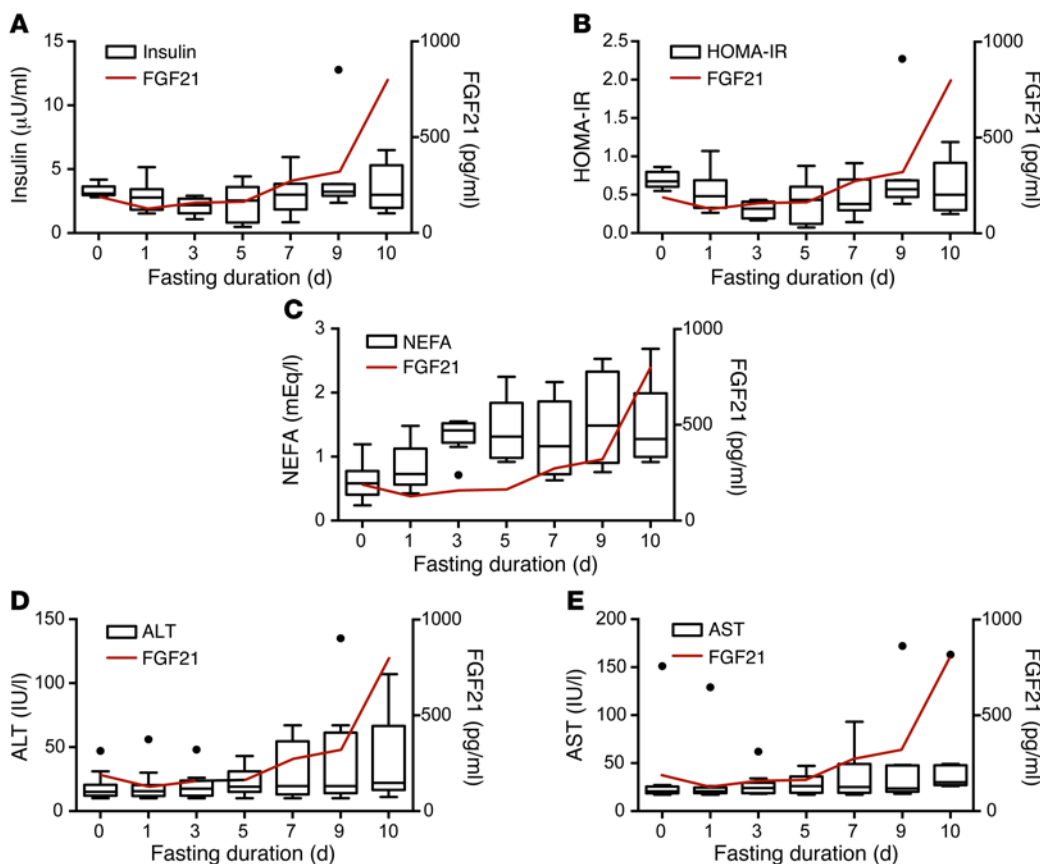 A
15
10
5
0
Insulin (μU/ml)
Insulin
FGF21
1000
500
0
FGF21 (pg/ml)
0 1 3 5 7 9 10
Fasting duration (d)
B
2.5
2.0
1.5
1.0
0.5
0.0
HOMA-IR
HOMA-IR
FGF21
1000
500
0
FGF21 (pg/ml)
0 1 3 5 7 9 10
Fasting duration (d)
C
3
2
1
0
NEFA (mEq/l)
NEFA
FGF21
1000
500
0
FGF21 (pg/ml)
0 1 3 5 7 9 10
Fasting duration (d)
D
150
100
50
0
ALT (IU/l)
ALT
FGF21
1000
500
0
FGF21 (pg/ml)
0 1 3 5 7 9 10
Fasting duration (d)
E
200
150
100
50
0
AST (IU/l)
AST
FGF21
1000
500
0
FGF21 (pg/ml)
0 1 3 5 7 9 10
Fasting duration (d)